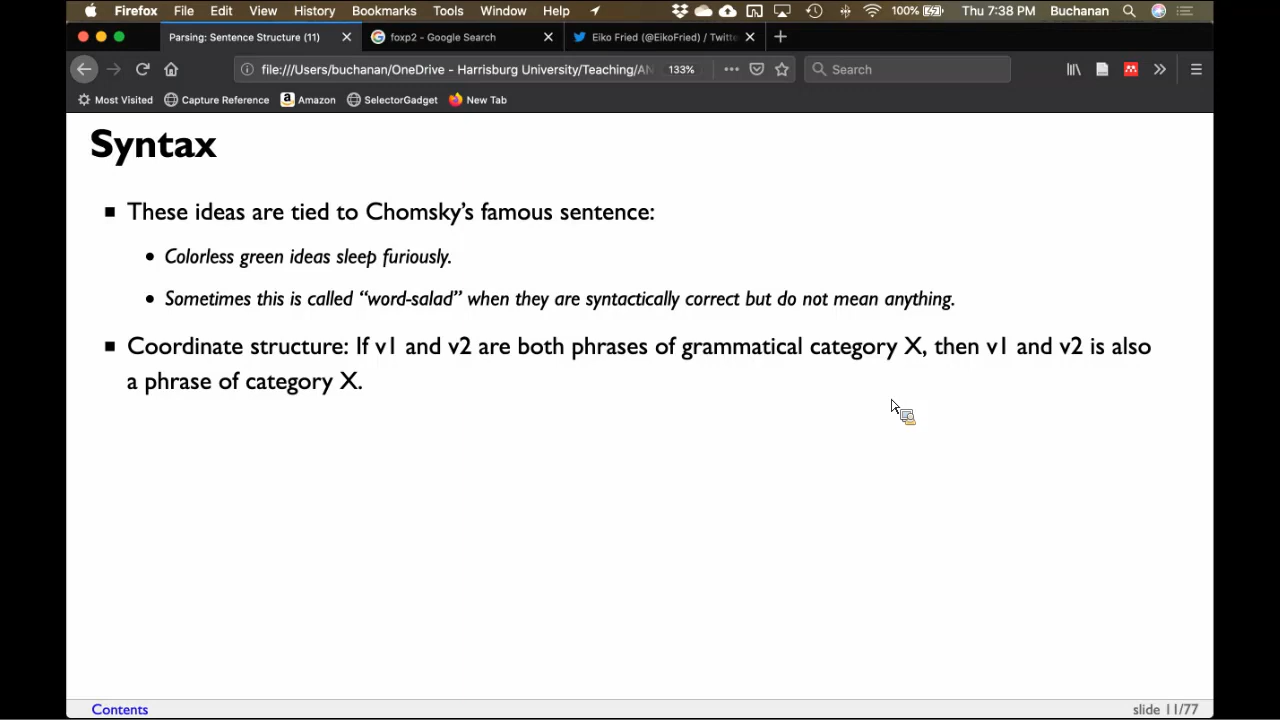 Firefox File Edit View History Bookmarks Tools Window Help 100% Thu 7:38 PM Buchanan
Parsing: Sentence Structure (11) foxp2 - Google Search Eiko Fried (@EikoFried) / Twitte
file:///Users/buchanan/OneDrive - Harrisburg University/Teaching/AN 133% Search
Most Visited Capture Reference Amazon SelectorGadget New Tab
Syntax
These ideas are tied to Chomsky's famous sentence:
Colorless green ideas sleep furiously.
Sometimes this is called “word-salad” when they are syntactically correct but do not mean anything.
Coordinate structure: If v1 and v2 are both phrases of grammatical category X, then v1 and v2 is also
a phrase of category X.
Contents slide 11/77